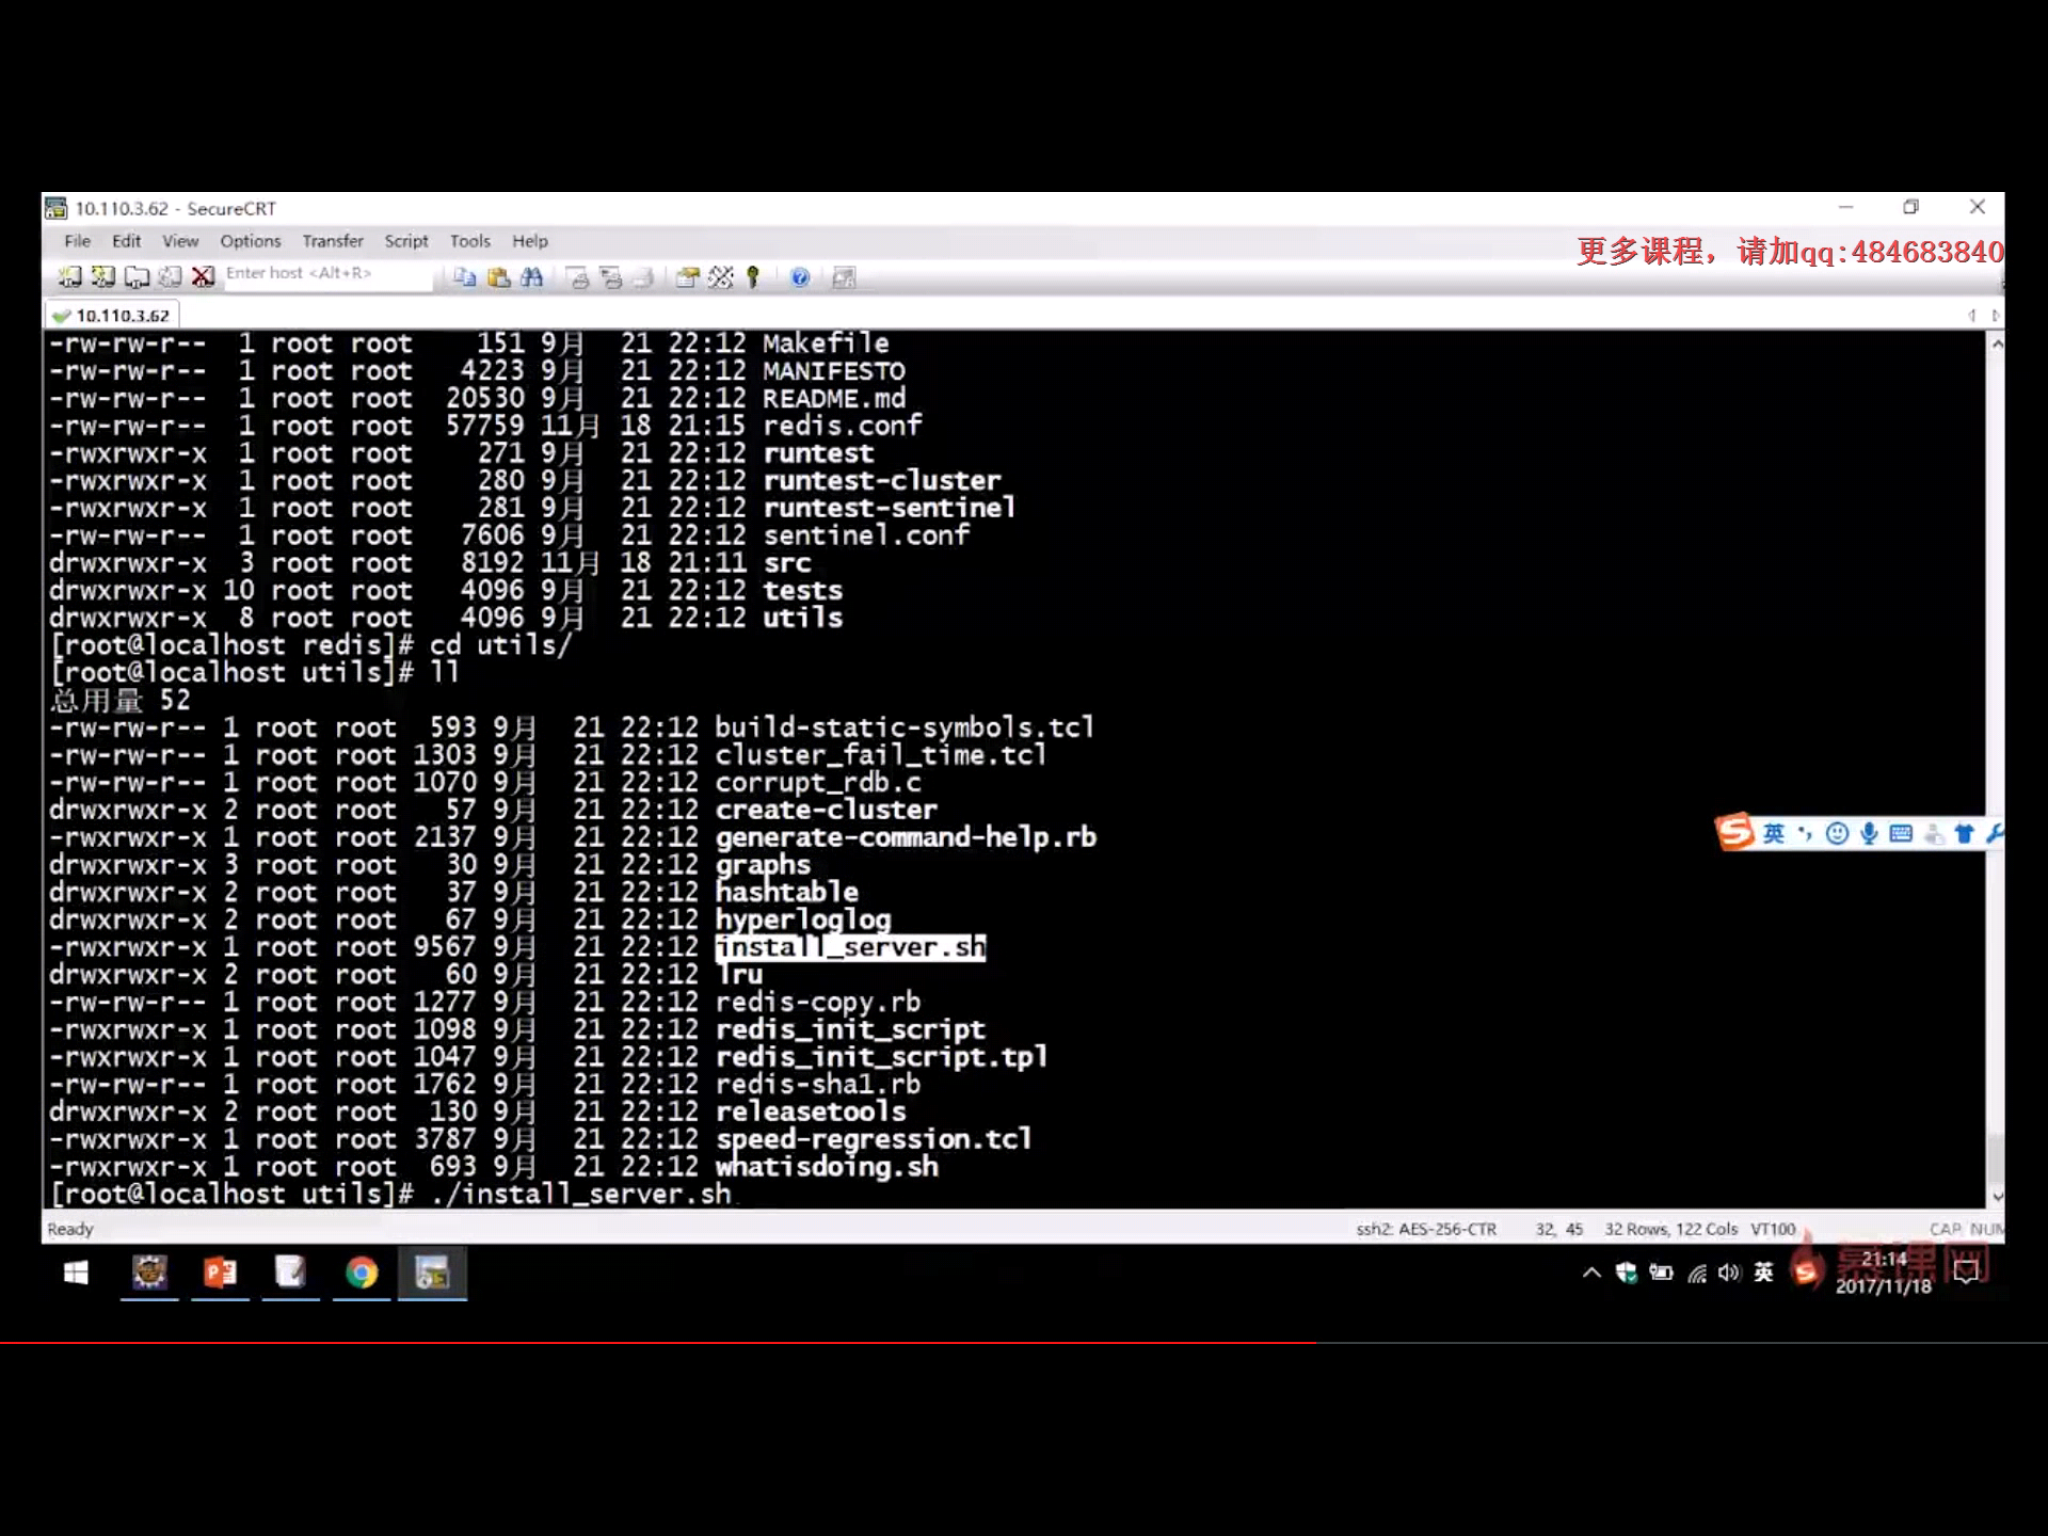 10.110.3.62 - SecureCRT
File Edit View Options Transfer Script Tools Help
更多课程，请加qq:484683840
Enter host <Alt+R>
10.110.3.62
-rw-rw-r-- 1 root root 151 9月 21 22:12 Makefile
-rw-rw-r-- 1 root root 4223 9月 21 22:12 MANIFESTO
-rw-rw-r-- 1 root root 20530 9月 21 22:12 README.md
-rw-rw-r-- 1 root root 57759 11月 18 21:15 redis.conf
-rwxrwxr-x 1 root root 271 9月 21 22:12 runtest
-rwxrwxr-x 1 root root 280 9月 21 22:12 runtest-cluster
-rwxrwxr-x 1 root root 281 9月 21 22:12 runtest-sentinel
-rw-rw-r-- 1 root root 7606 9月 21 22:12 sentinel.conf
drwxrwxr-x 3 root root 8192 11月 18 21:11 src
drwxrwxr-x 10 root root 4096 9月 21 22:12 tests
drwxrwxr-x 8 root root 4096 9月 21 22:12 utils
[root@localhost redis]# cd utils/
[root@localhost utils]# ll
总用量 52
-rw-rw-r-- 1 root root 593 9月 21 22:12 build-static-symbols.tcl
-rw-rw-r-- 1 root root 1303 9月 21 22:12 cluster_fail_time.tcl
-rw-rw-r-- 1 root root 1070 9月 21 22:12 corrupt_rdb.c
drwxrwxr-x 2 root root 57 9月 21 22:12 create-cluster
-rwxrwxr-x 1 root root 2137 9月 21 22:12 generate-command-help.rb
drwxrwxr-x 3 root root 30 9月 21 22:12 graphs
drwxrwxr-x 2 root root 37 9月 21 22:12 hashtable
drwxrwxr-x 2 root root 67 9月 21 22:12 hyperloglog
-rwxrwxr-x 1 root root 9567 9月 21 22:12 install_server.sh
drwxrwxr-x 2 root root 60 9月 21 22:12 lru
-rw-rw-r-- 1 root root 1277 9月 21 22:12 redis-copy.rb
-rwxrwxr-x 1 root root 1098 9月 21 22:12 redis_init_script
-rwxrwxr-x 1 root root 1047 9月 21 22:12 redis_init_script.tpl
-rw-rw-r-- 1 root root 1762 9月 21 22:12 redis-sha1.rb
drwxrwxr-x 2 root root 130 9月 21 22:12 releasetools
-rwxrwxr-x 1 root root 3787 9月 21 22:12 speed-regression.tcl
-rwxrwxr-x 1 root root 693 9月 21 22:12 whatisdoing.sh
[root@localhost utils]# ./install_server.sh
英
Ready ssh2: AES-256-CTR 32, 45 32 Rows, 122 Cols VT100 CAP NUM
英 21:14
慕课网
2017/11/18